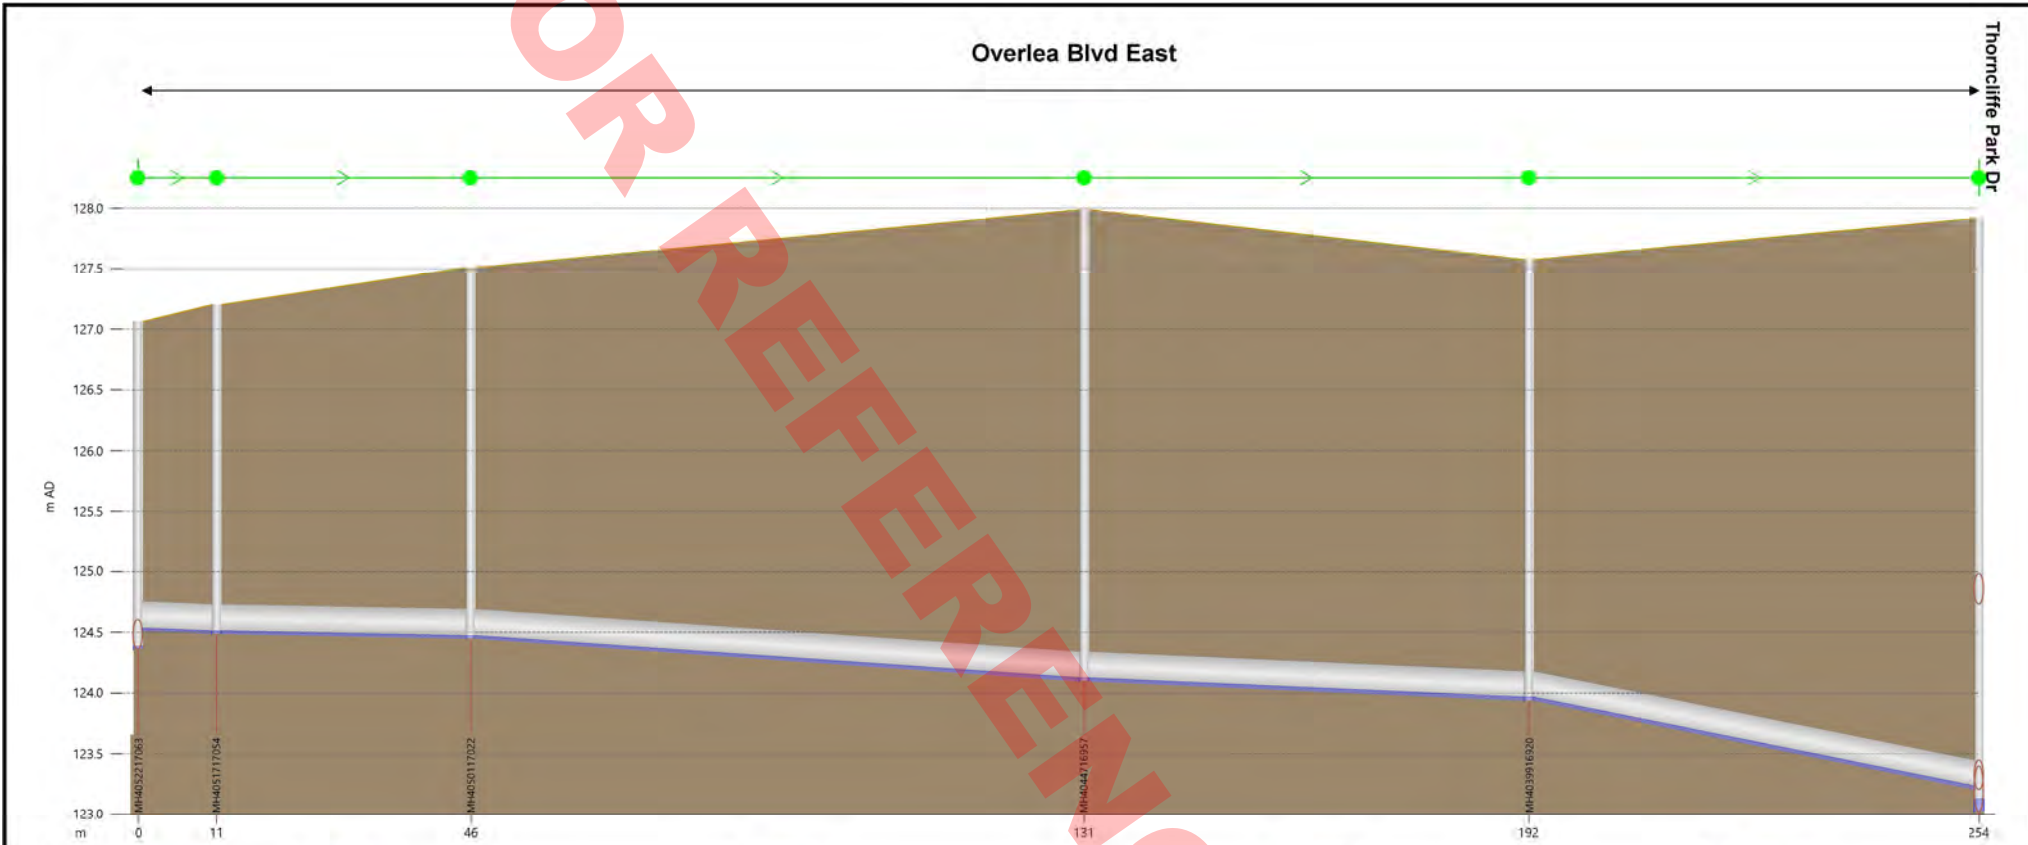 Overlea Blvd East
Thorncliffe Park Dr
OR REFERENC
128.0
127.5
127.0
126.5
126.0
125.5
125.0
124.5
124.0
123.5
123.0
m AD
MH4052217063
MH4051717054
MH4050117022
MH4044716957
MH4039916920
m 0 11 46 131 192 254